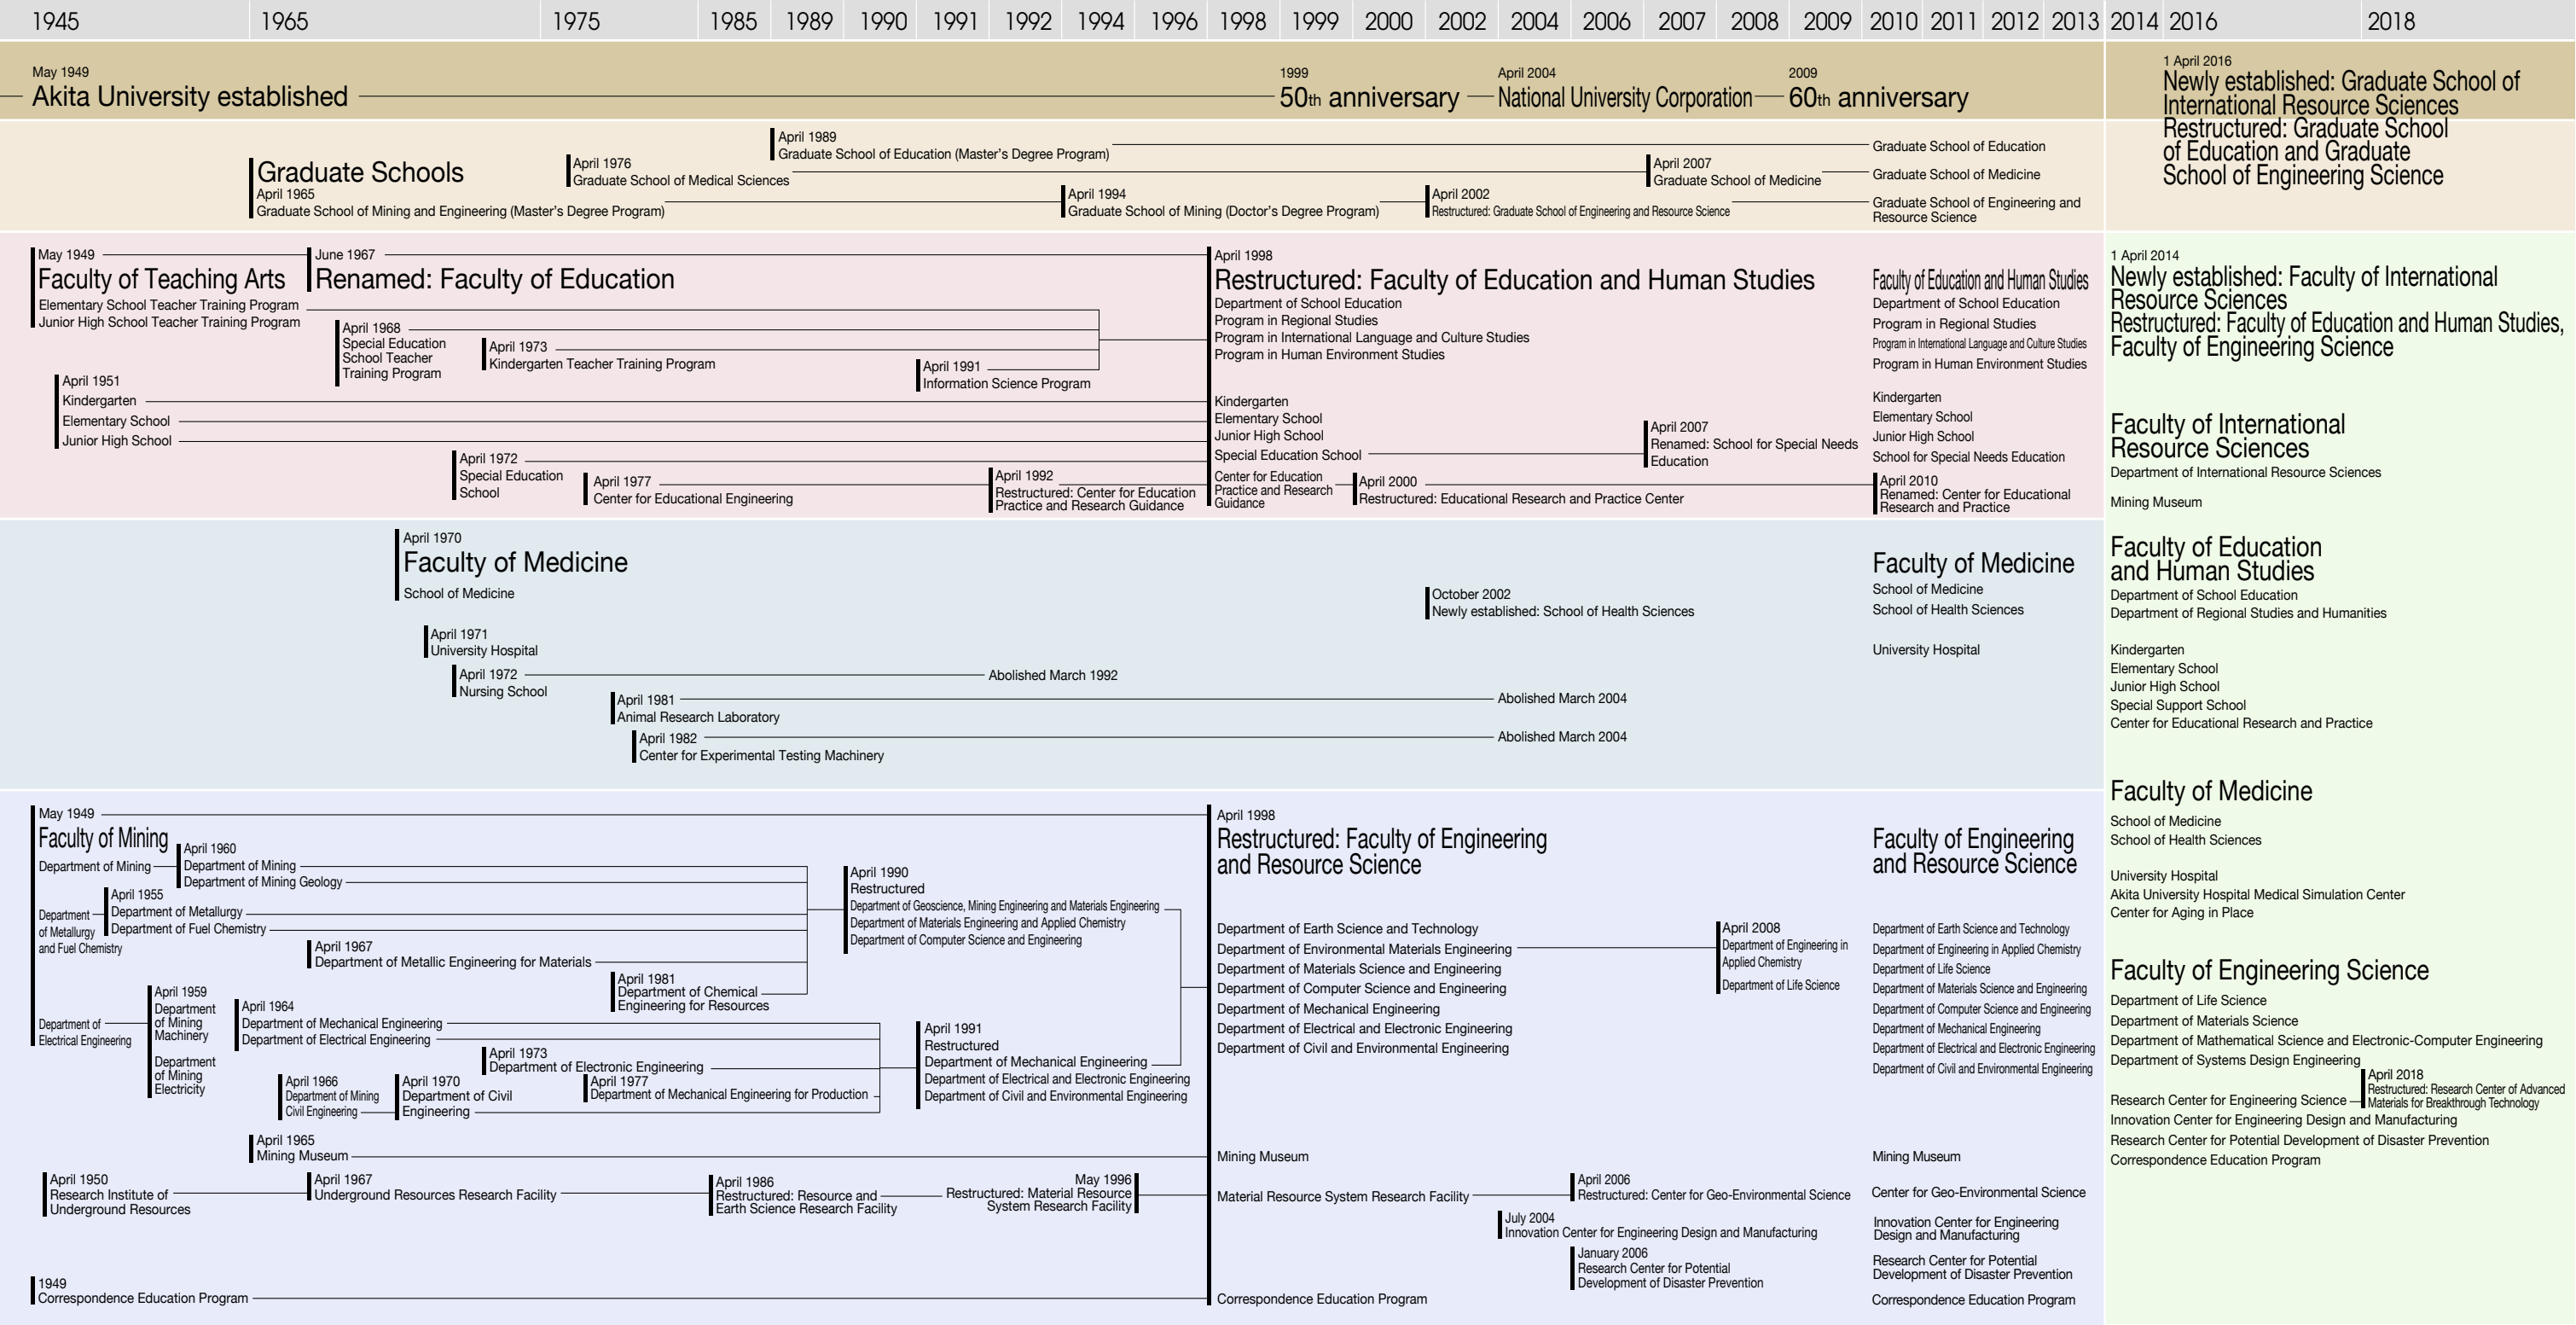 1945 1965 1975 1985 1989 1990 1991 1992 1994 1996 1998 1999 2000 2002 2004 2006 2007 2008 2009 2010 2011 2012 2013 2014 2016 2018
May 1949
Akita University established
1999
50th anniversary
April 2004
National University Corporation
2009
60th anniversary
1 April 2016
Newly established: Graduate School of
International Resource Sciences
Restructured: Graduate School
of Education and Graduate
School of Engineering Science
Graduate Schools
April 1965
Graduate School of Mining and Engineering (Master's Degree Program)
April 1976
Graduate School of Medical Sciences
April 1989
Graduate School of Education (Master's Degree Program)
April 1994
Graduate School of Mining (Doctor's Degree Program)
April 2002
Restructured: Graduate School of Engineering and Resource Science
April 2007
Graduate School of Medicine
Graduate School of Education
Graduate School of Medicine
Graduate School of Engineering and
Resource Science
May 1949
Faculty of Teaching Arts
Elementary School Teacher Training Program
Junior High School Teacher Training Program
June 1967
Renamed: Faculty of Education
April 1968
Special Education
School Teacher
Training Program
April 1973
Kindergarten Teacher Training Program
April 1991
Information Science Program
April 1951
Kindergarten
Elementary School
Junior High School
April 1972
Special Education
School
April 1977
Center for Educational Engineering
April 1992
Restructured: Center for Education
Practice and Research Guidance
April 1998
Restructured: Faculty of Education and Human Studies
Department of School Education
Program in Regional Studies
Program in International Language and Culture Studies
Program in Human Environment Studies
Kindergarten
Elementary School
Junior High School
Special Education School
Center for Education
Practice and Research
Guidance
April 2000
Restructured: Educational Research and Practice Center
April 2007
Renamed: School for Special Needs
Education
Faculty of Education and Human Studies
Department of School Education
Program in Regional Studies
Program in International Language and Culture Studies
Program in Human Environment Studies
Kindergarten
Elementary School
Junior High School
School for Special Needs Education
April 2010
Renamed: Center for Educational
Research and Practice
April 1970
Faculty of Medicine
School of Medicine
April 1971
University Hospital
April 1972
Nursing School
Abolished March 1992
April 1981
Animal Research Laboratory
Abolished March 2004
April 1982
Center for Experimental Testing Machinery
Abolished March 2004
October 2002
Newly established: School of Health Sciences
Faculty of Medicine
School of Medicine
School of Health Sciences
University Hospital
May 1949
Faculty of Mining
Department of Mining
April 1960
Department of Mining
Department of Mining Geology
Department
of Metallurgy
and Fuel Chemistry
April 1955
Department of Metallurgy
Department of Fuel Chemistry
April 1967
Department of Metallic Engineering for Materials
April 1981
Department of Chemical
Engineering for Resources
April 1990
Restructured
Department of Geoscience, Mining Engineering and Materials Engineering
Department of Materials Engineering and Applied Chemistry
Department of Computer Science and Engineering
Department of
Electrical Engineering
April 1959
Department
of Mining
Machinery
Department
of Mining
Electricity
April 1964
Department of Mechanical Engineering
Department of Electrical Engineering
April 1973
Department of Electronic Engineering
April 1966
Department of Mining
Civil Engineering
April 1970
Department of Civil
Engineering
April 1977
Department of Mechanical Engineering for Production
April 1991
Restructured
Department of Mechanical Engineering
Department of Electrical and Electronic Engineering
Department of Civil and Environmental Engineering
April 1965
Mining Museum
April 1950
Research Institute of
Underground Resources
April 1967
Underground Resources Research Facility
April 1986
Restructured: Resource and
Earth Science Research Facility
May 1996
Restructured: Material Resource
System Research Facility
1949
Correspondence Education Program
April 1998
Restructured: Faculty of Engineering
and Resource Science
Department of Earth Science and Technology
Department of Environmental Materials Engineering
Department of Materials Science and Engineering
Department of Computer Science and Engineering
Department of Mechanical Engineering
Department of Electrical and Electronic Engineering
Department of Civil and Environmental Engineering
April 2008
Department of Engineering in
Applied Chemistry
Department of Life Science
Mining Museum
Material Resource System Research Facility
April 2006
Restructured: Center for Geo-Environmental Science
July 2004
Innovation Center for Engineering Design and Manufacturing
January 2006
Research Center for Potential
Development of Disaster Prevention
Correspondence Education Program
Faculty of Engineering
and Resource Science
Department of Earth Science and Technology
Department of Engineering in Applied Chemistry
Department of Life Science
Department of Materials Science and Engineering
Department of Computer Science and Engineering
Department of Mechanical Engineering
Department of Electrical and Electronic Engineering
Department of Civil and Environmental Engineering
Mining Museum
Center for Geo-Environmental Science
Innovation Center for Engineering
Design and Manufacturing
Research Center for Potential
Development of Disaster Prevention
Correspondence Education Program
1 April 2014
Newly established: Faculty of International
Resource Sciences
Restructured: Faculty of Education and Human Studies,
Faculty of Engineering Science
Faculty of International
Resource Sciences
Department of International Resource Sciences
Mining Museum
Faculty of Education
and Human Studies
Department of School Education
Department of Regional Studies and Humanities
Kindergarten
Elementary School
Junior High School
Special Support School
Center for Educational Research and Practice
Faculty of Medicine
School of Medicine
School of Health Sciences
University Hospital
Akita University Hospital Medical Simulation Center
Center for Aging in Place
Faculty of Engineering Science
Department of Life Science
Department of Materials Science
Department of Mathematical Science and Electronic-Computer Engineering
Department of Systems Design Engineering
Research Center for Engineering Science
April 2018
Restructured: Research Center of Advanced
Materials for Breakthrough Technology
Innovation Center for Engineering Design and Manufacturing
Research Center for Potential Development of Disaster Prevention
Correspondence Education Program